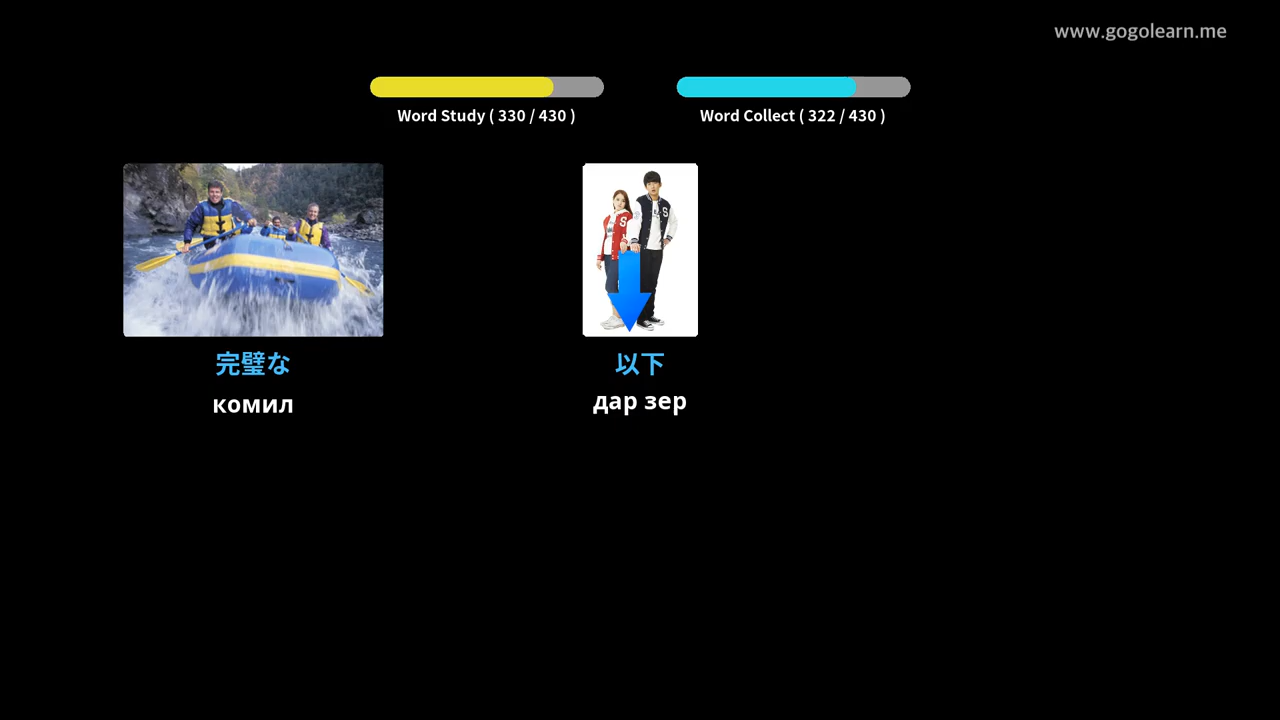 www.gogolearn.me
Word Study ( 330 / 430 )
Word Collect ( 322 / 430 )
S
S
完璧な
以下
комил
дар зер